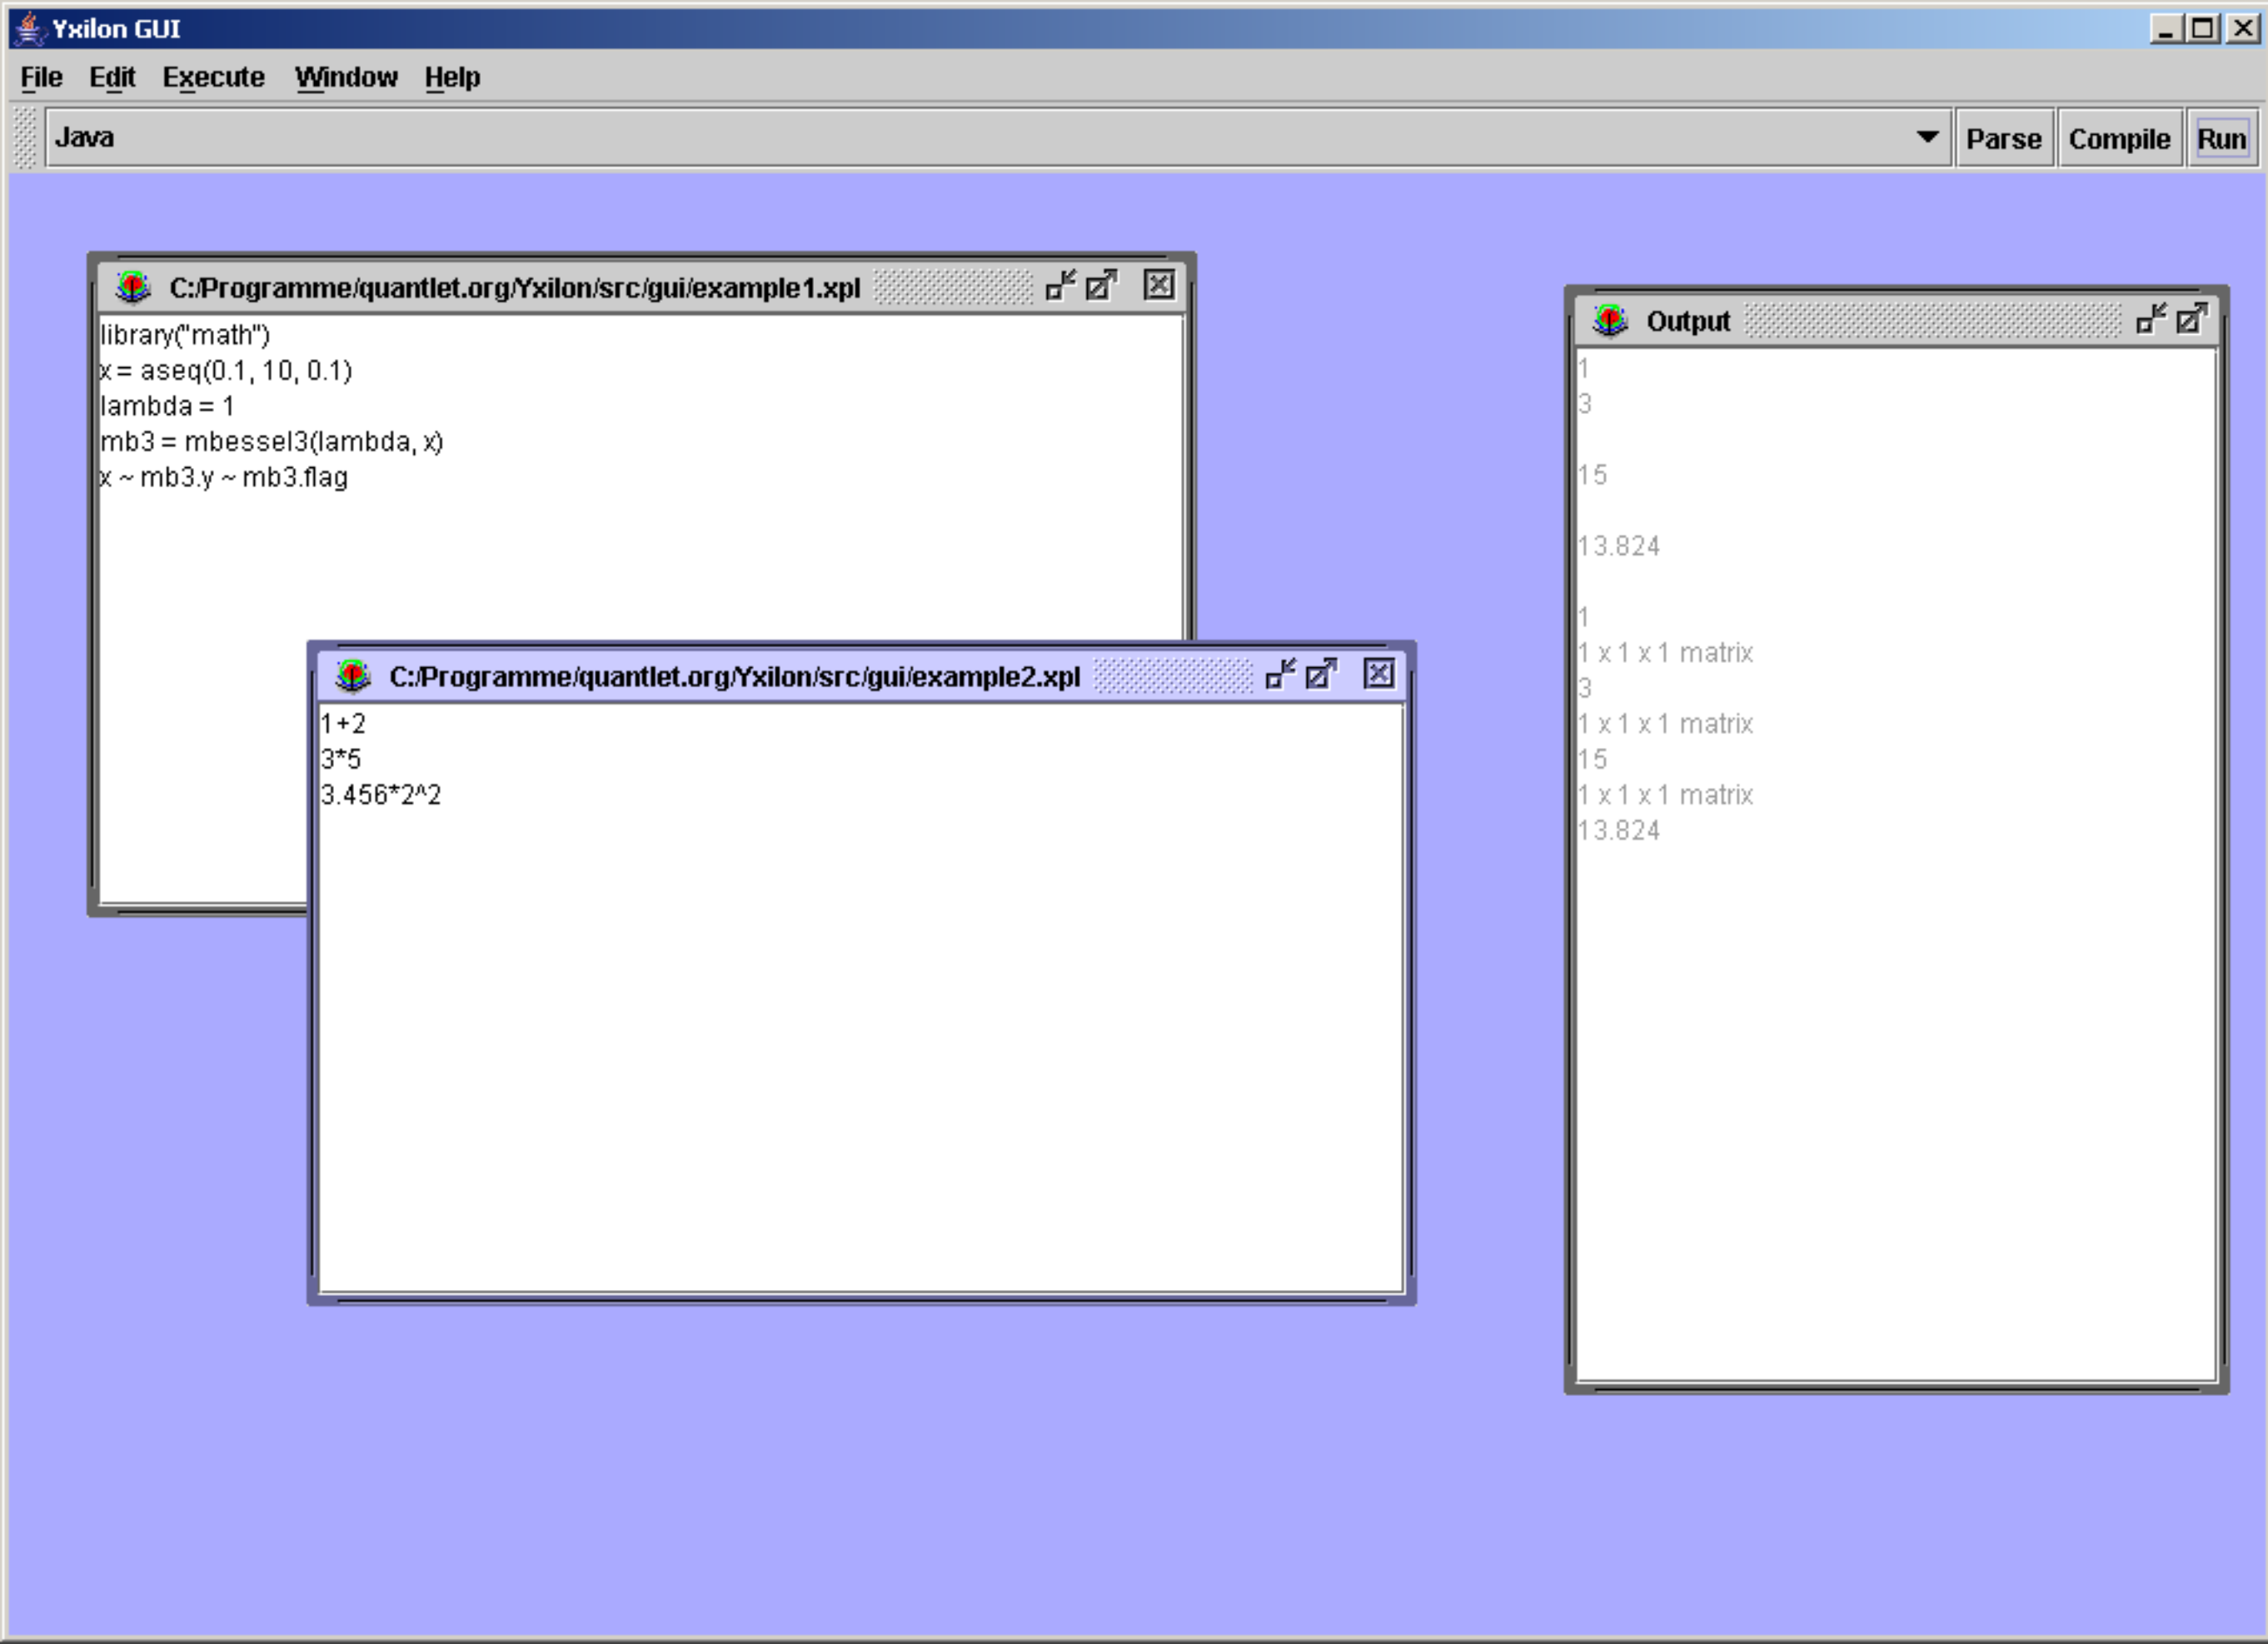 Yxilon GUI
File Edit Execute Window Help
Java Parse Compile Run
C:/Programme/quantlet.org/Yxilon/src/gui/example1.xpl
library("math")
x = aseq(0.1, 10, 0.1)
lambda = 1
mb3 = mbessel3(lambda, x)
x ~ mb3.y ~ mb3.flag
C:/Programme/quantlet.org/Yxilon/src/gui/example2.xpl
1+2
3*5
3.456*2^2
Output
1
3
15
13.824
1
1 x 1 x 1 matrix
3
1 x 1 x 1 matrix
15
1 x 1 x 1 matrix
13.824